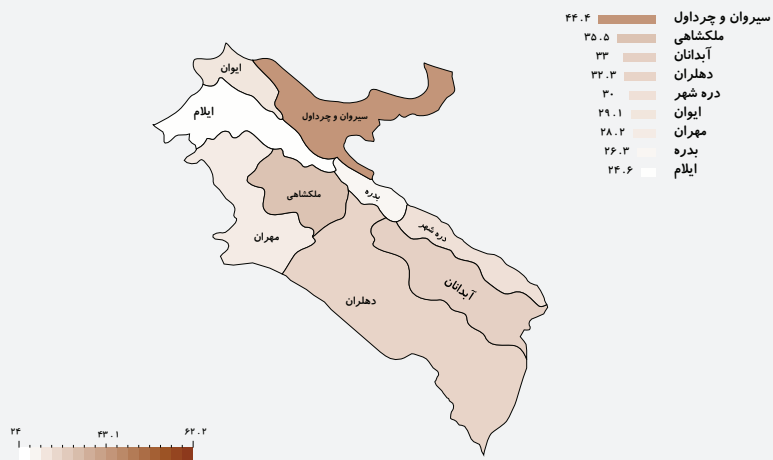 سیروان و چرداول ۴۴.۴
ملکشاهی ۳۵.۵
آبدانان ۳۳
دهلران ۳۲.۳
دره شهر ۳۰
ایوان ۲۹.۱
مهران ۲۸.۲
بدره ۲۶.۳
ایلام ۲۴.۶
ایوان
ایلام
سیروان و چرداول
ملکشاهی
بدره
مهران
دره شهر
آبدانان
دهلران
۲۴ ۴۳.۱ ۶۲.۲